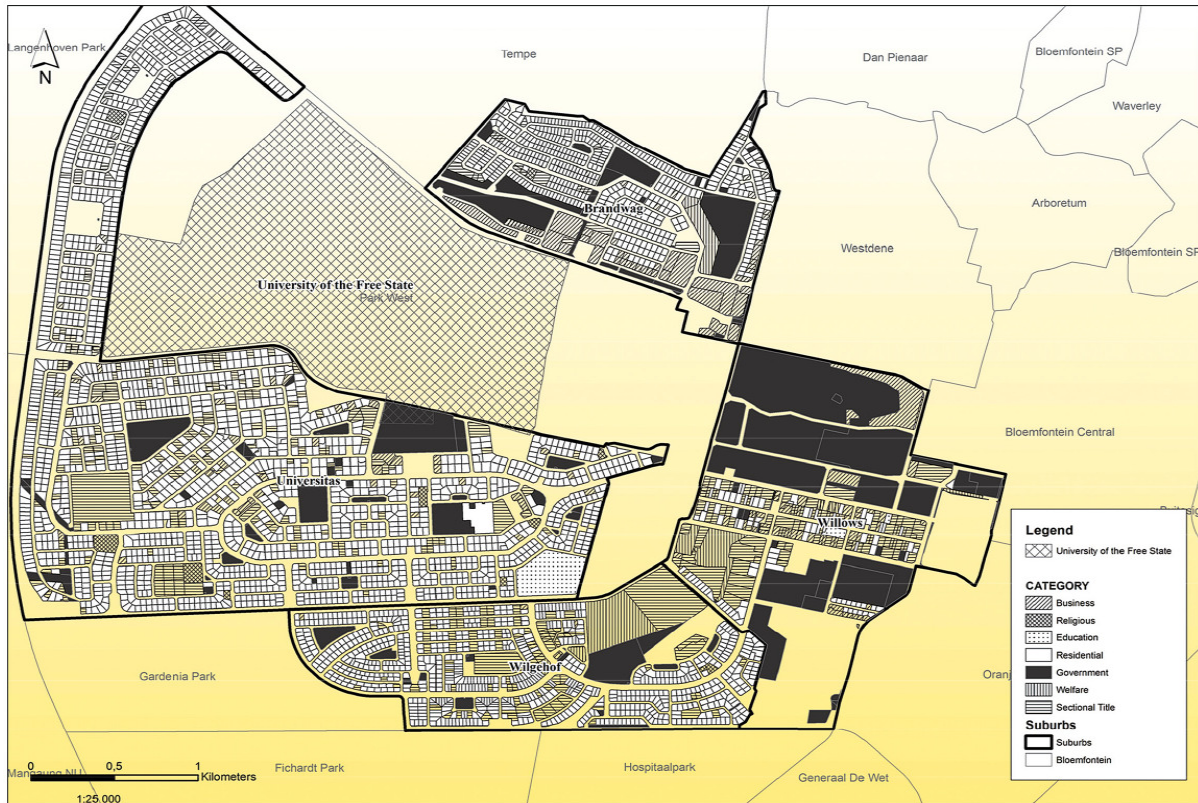 Langenhoven Park
N
Tempe
Dan Pienaar
Bloemfontein SP
Waverley
Brandwag
Arboretum
Westdene
Bloemfontein SP
University of the Free State
Park West
Bloemfontein Central
Universitas
Willows
Wilgehof
Gardenia Park
Oranj
Mangaung NU
Fichardt Park
Hospitaalpark
Generaal De Wet
0 0,5 1
Kilometers
1:25.000
Legend
University of the Free State
CATEGORY
Business
Religious
Education
Residential
Government
Welfare
Sectional Title
Suburbs
Suburbs
Bloemfontein